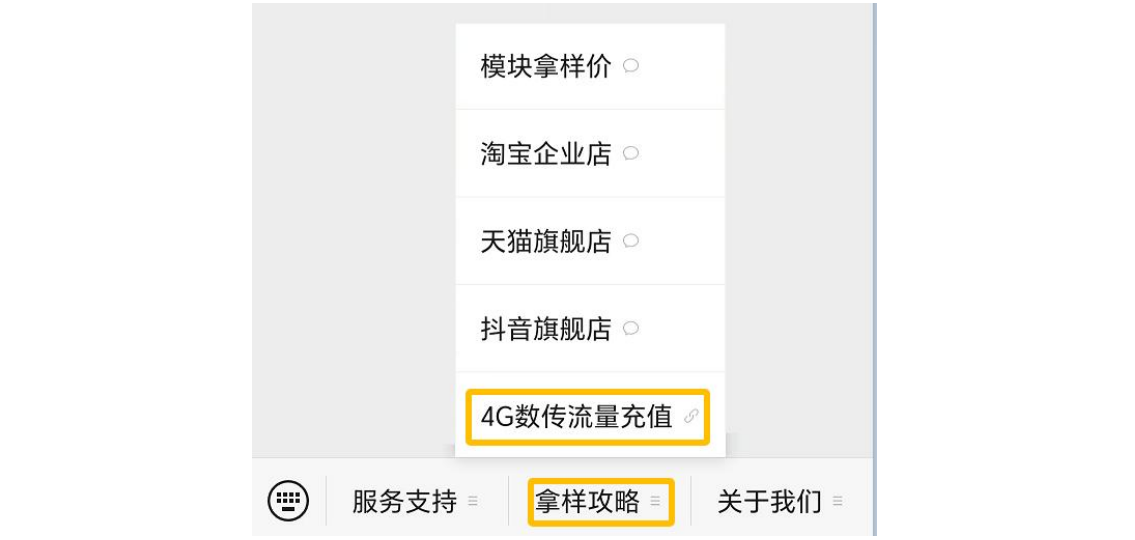 模块拿样价
淘宝企业店
天猫旗舰店
抖音旗舰店
4G数传流量充值
服务支持 拿样攻略 关于我们